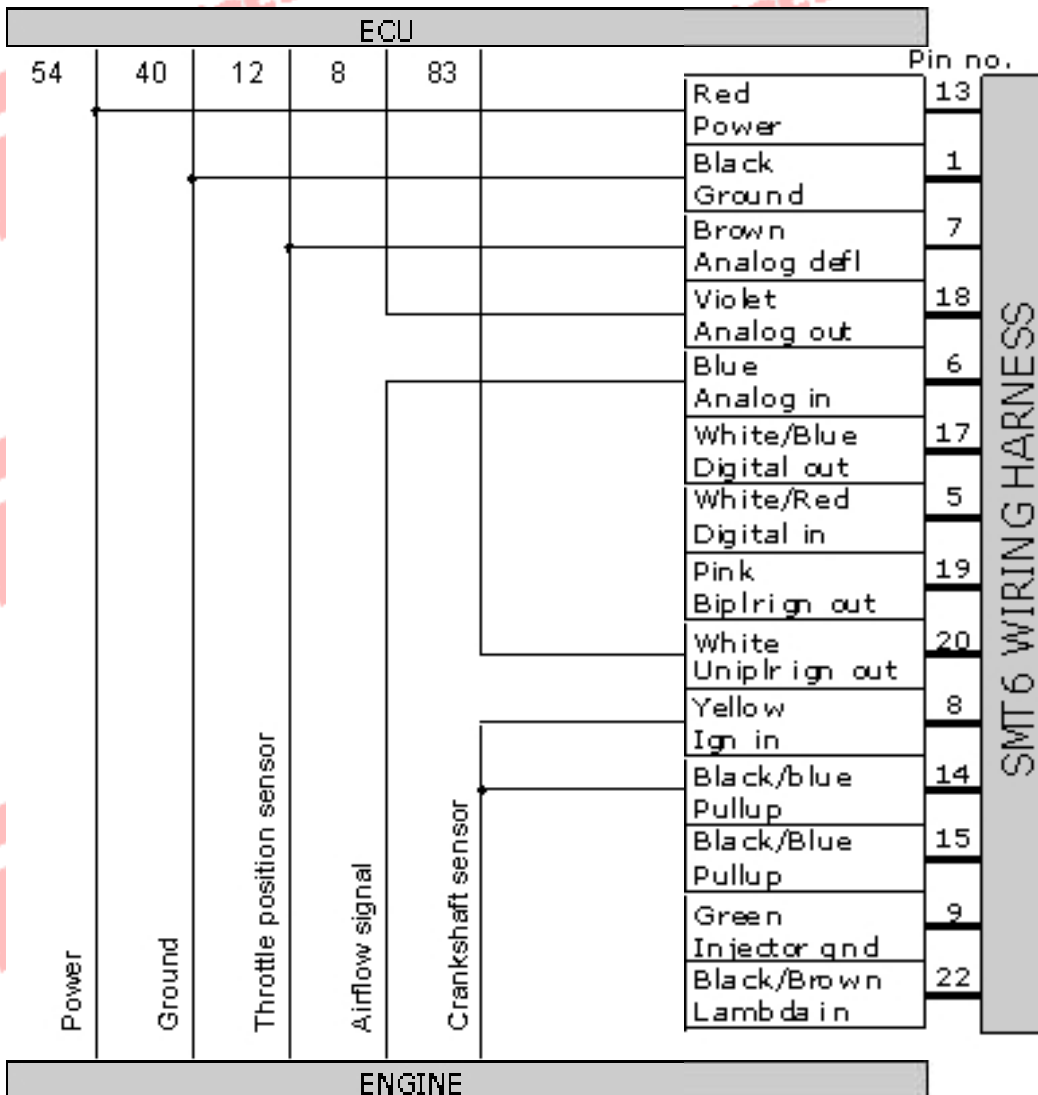 ECU
54 40 12 8 83
Pin no.
Red 13
Power
Black 1
Ground
Brown 7
Analog defl
Violet 18
Analog out
Blue 6
Analog in
White/Blue 17
Digital out
White/Red 5
Digital in
Pink 19
Biplrign out
White 20
Uniplrign out
Yellow 8
Ign in
Black/blue 14
Pullup
Black/Blue 15
Pullup
Green 9
Injector gnd
Black/Brown 22
Lambda in
SMT6 WIRING HARNESS
Power
Ground
Throttle position sensor
Airflow signal
Crankshaft sensor
ENGINE